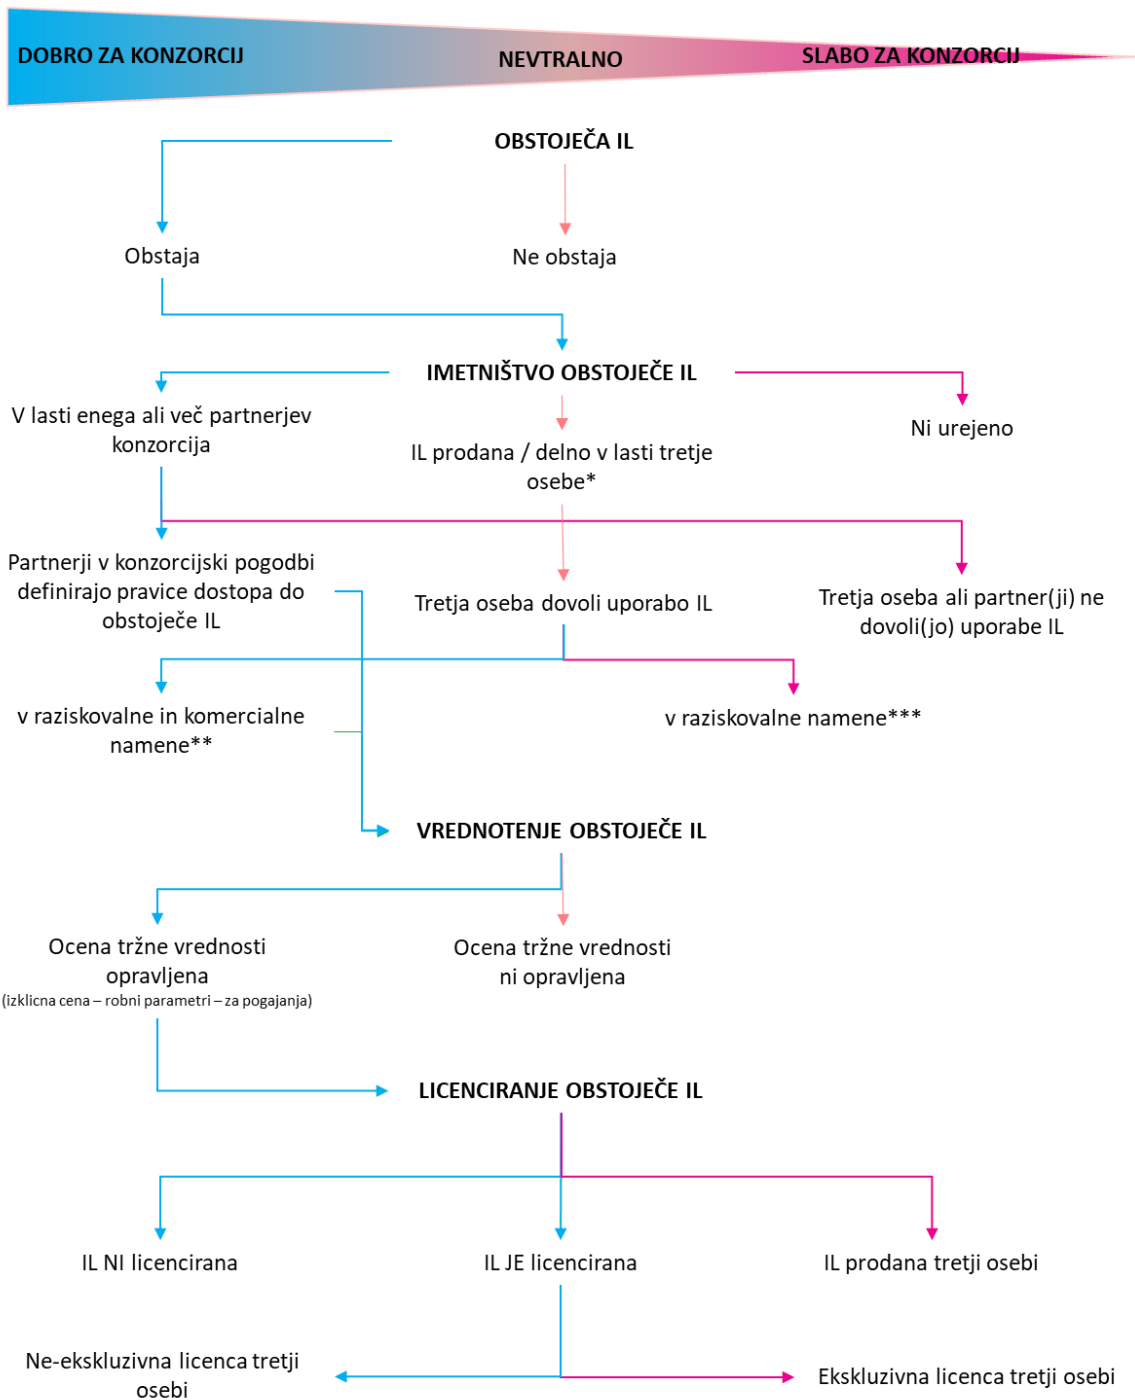 DOBRO ZA KONZORCIJ
NEVTRALNO
SLABO ZA KONZORCIJ
OBSTOJEČA IL
Obstaja
Ne obstaja
IMETNIŠTVO OBSTOJEČE IL
V lasti enega ali več partnerjev
konzorcija
IL prodana / delno v lasti tretje
osebe*
Ni urejeno
Partnerji v konzorcijski pogodbi
definirajo pravice dostopa do
obstoječe IL
Tretja oseba dovoli uporabo IL
Tretja oseba ali partner(ji) ne
dovoli(jo) uporabe IL
v raziskovalne in komercialne
namene**
v raziskovalne namene***
VREDNOTENJE OBSTOJEČE IL
Ocena tržne vrednosti
opravljena
(izklicna cena – robni parametri – za pogajanja)
Ocena tržne vrednosti
ni opravljena
LICENCIRANJE OBSTOJEČE IL
IL NI licencirana
IL JE licencirana
IL prodana tretji osebi
Ne-ekskluzivna licenca tretji
osebi
Ekskluzivna licenca tretji osebi